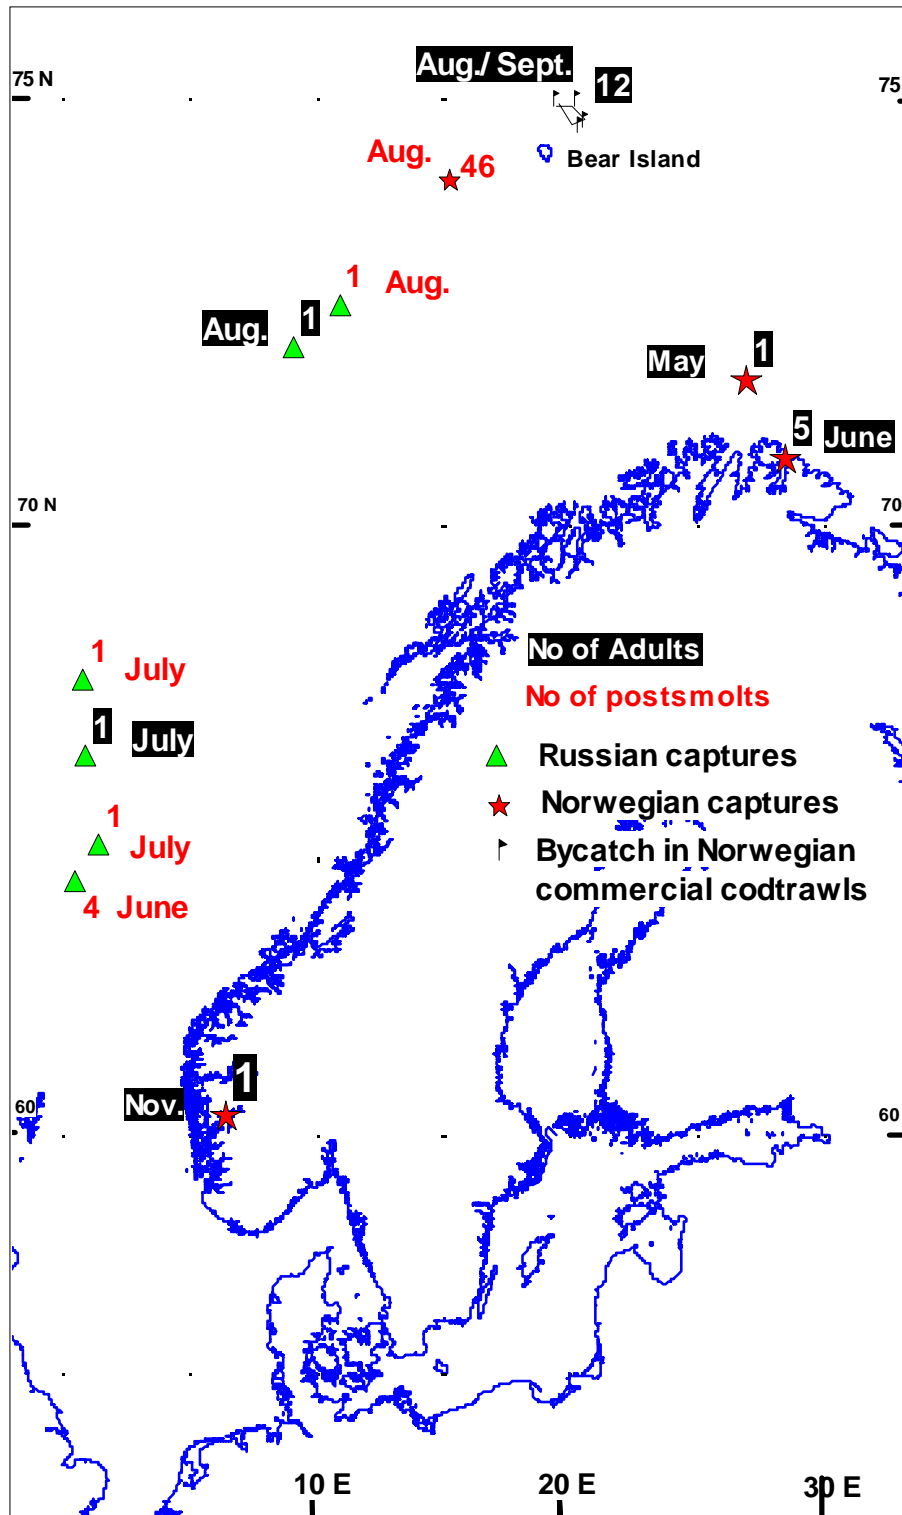 Aug./ Sept.
12
75 N
75
Bear Island
Aug.
46
1
Aug.
Aug.
1
May
1
5
June
70 N
70
1
July
No of Adults
No of postsmolts
1
July
Russian captures
Norwegian captures
1
July
Bycatch in Norwegian
commercial codtrawls
4 June
1
Nov.
60
60
10 E
20 E
30 E